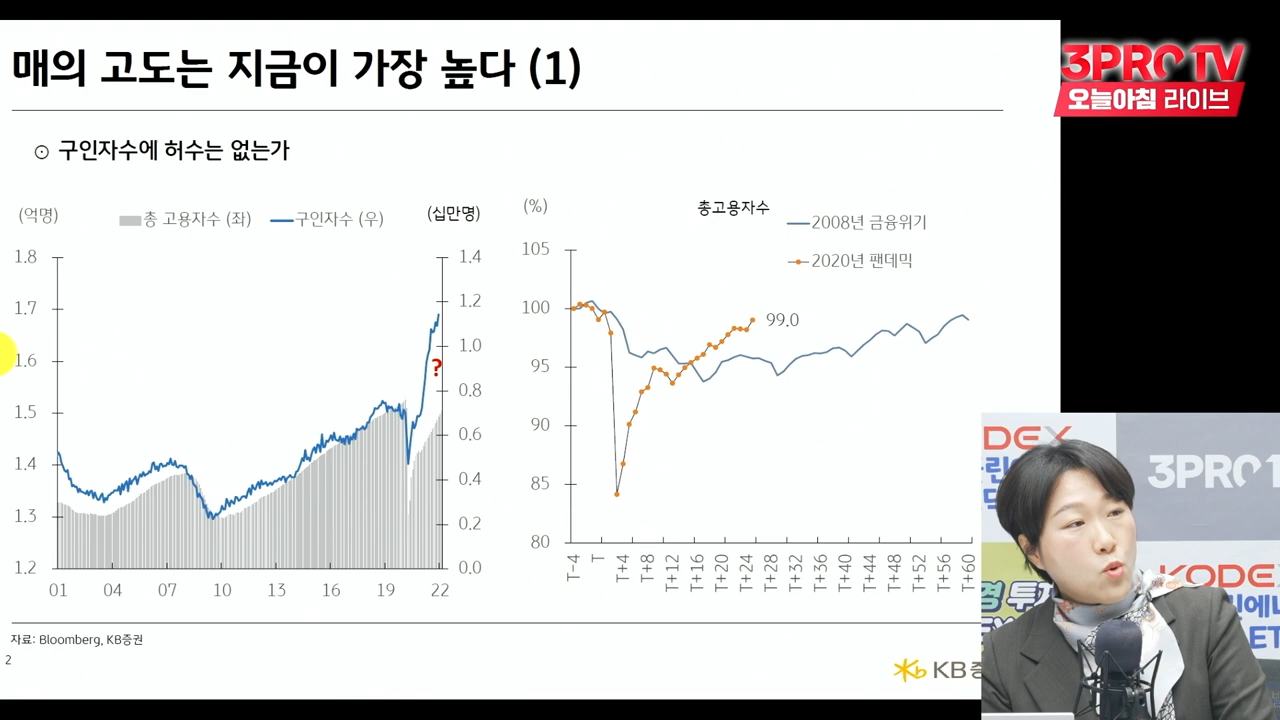 매의 고도는 지금이 가장 높다 (1)
3PRO TV
오늘아침 라이브
구인자수에 허수는 없는가
(억명)
총 고용자수 (좌)
구인자수 (우)
(십만명)
1.8
1.7
1.6
1.5
1.4
1.3
1.2
1.4
1.2
1.0
0.8
0.6
0.4
0.2
0.0
?
01 04 07 10 13 16 19 22
(%)
총고용자수
2008년 금융위기
2020년 팬데믹
105
100
95
90
85
80
99.0
T-4 T T+4 T+8 T+12 T+16 T+20 T+24 T+28 T+32 T+36 T+40 T+44 T+48 T+52 T+56 T+60
자료: Bloomberg, KB증권
2
KB증
KODEX
3PRO
KODEX
ET